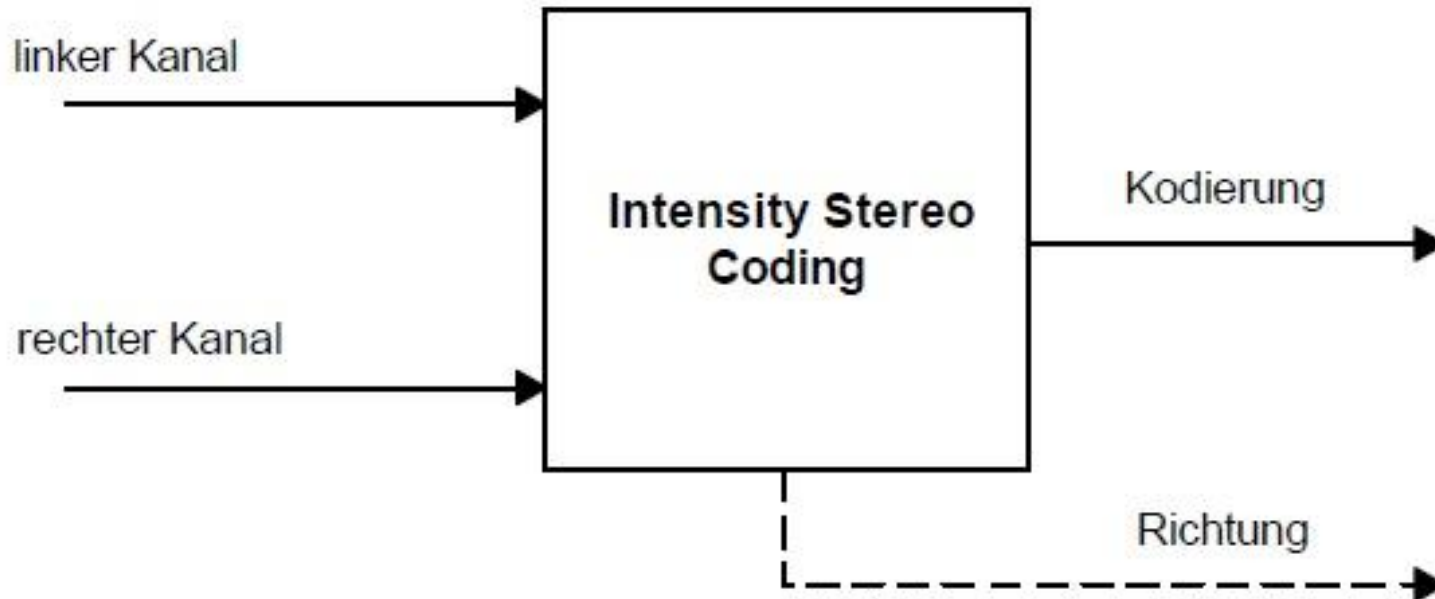 linker Kanal
rechter Kanal
Intensity Stereo
Coding
Kodierung
Richtung